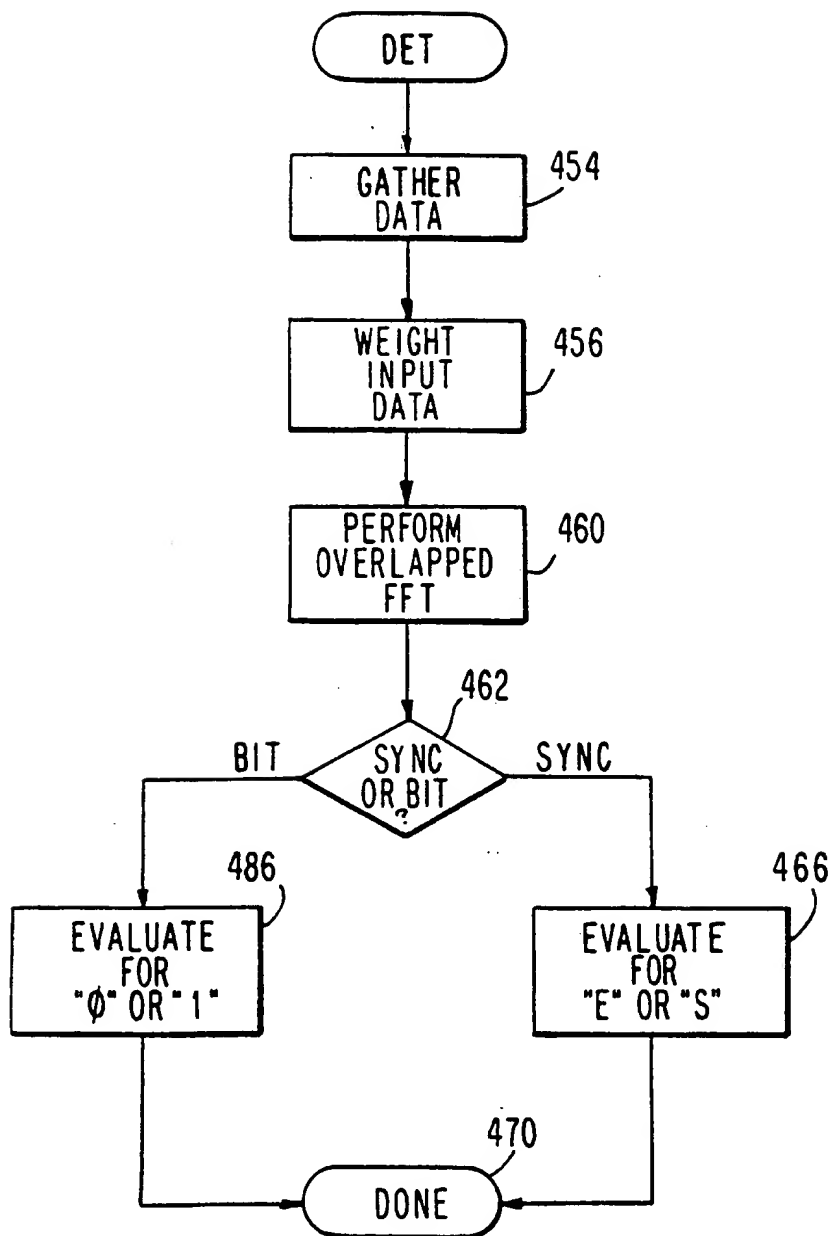 DET
GATHER
DATA
454
WEIGHT
INPUT
DATA
456
PERFORM
OVERLAPPED
FFT
460
462
SYNC
OR BIT
?
BIT
SYNC
486
EVALUATE
FOR
"φ" OR "1"
466
EVALUATE
FOR
"E" OR "S"
470
DONE